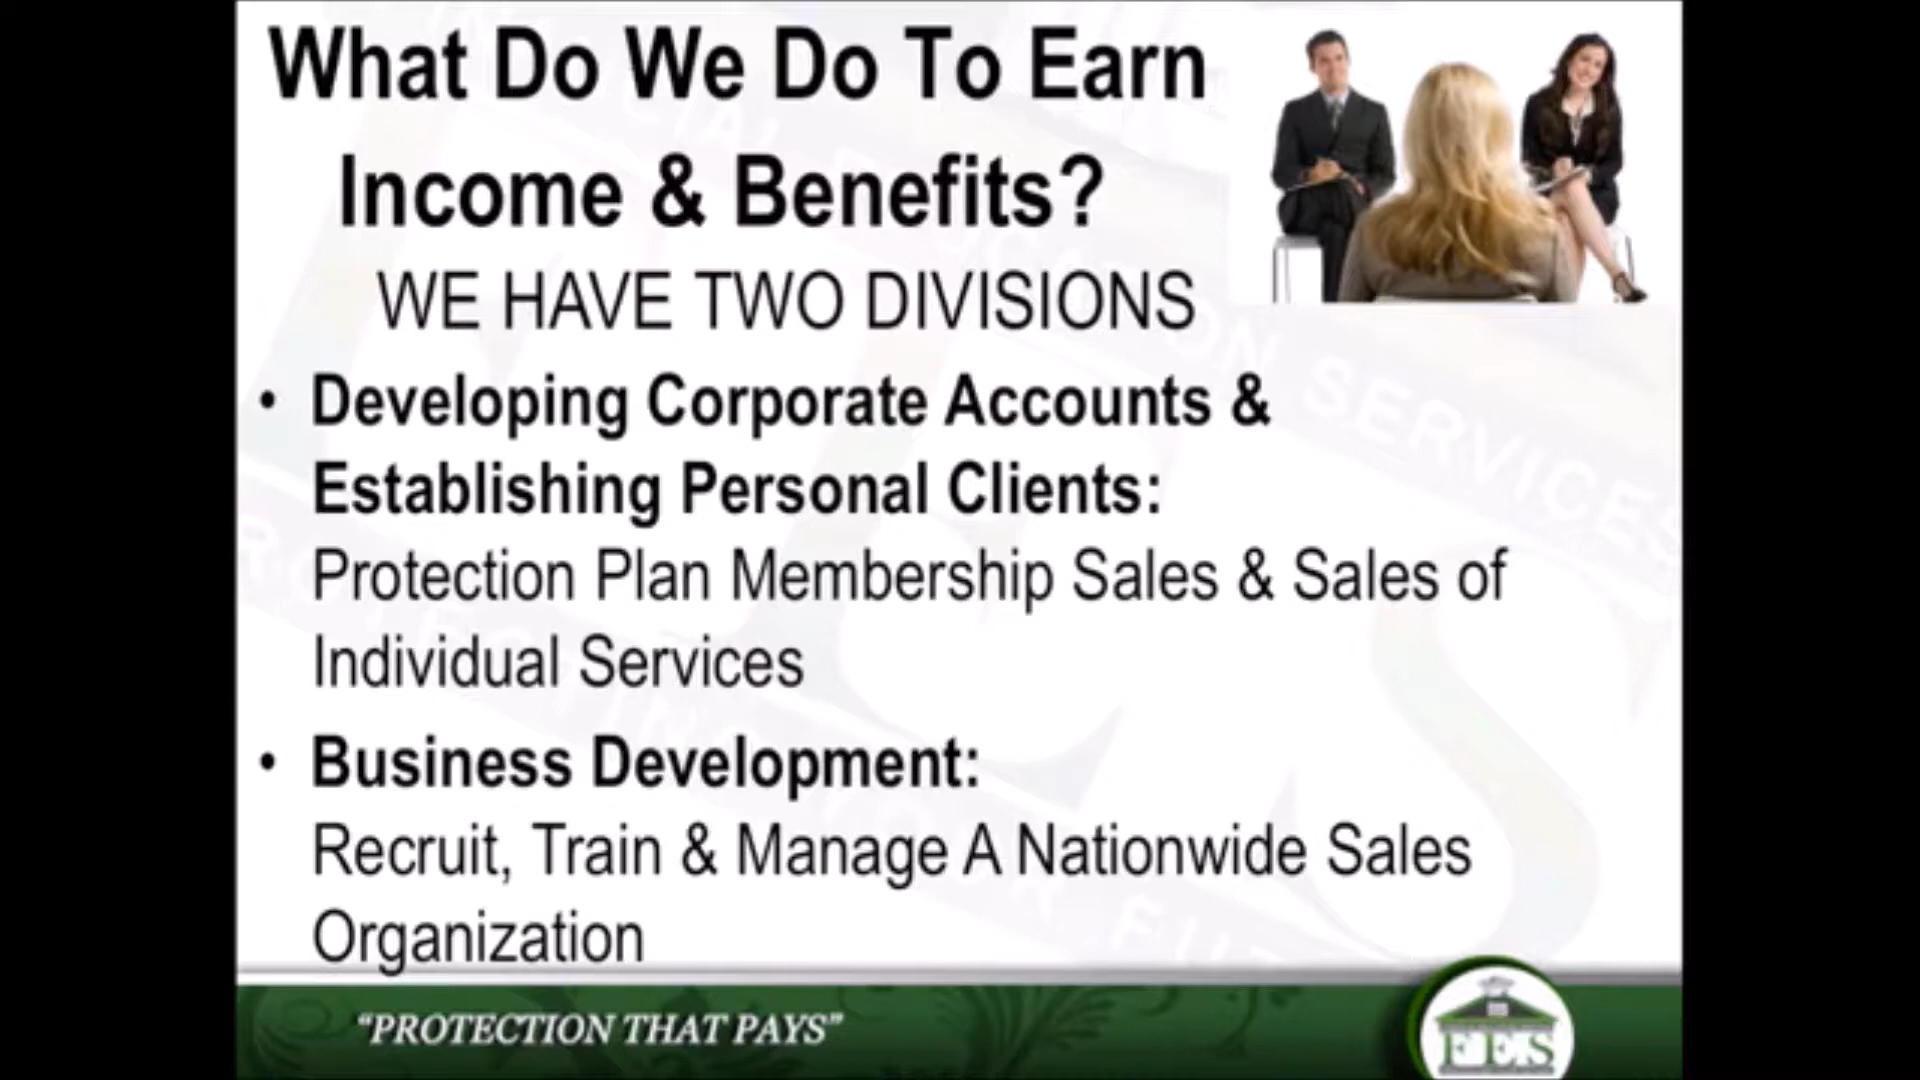 What Do We Do To Earn
Income & Benefits?
WE HAVE TWO DIVISIONS
• Developing Corporate Accounts &
Establishing Personal Clients:
Protection Plan Membership Sales & Sales of
Individual Services
• Business Development:
Recruit, Train & Manage A Nationwide Sales
Organization
“PROTECTION THAT PAYS”
FES